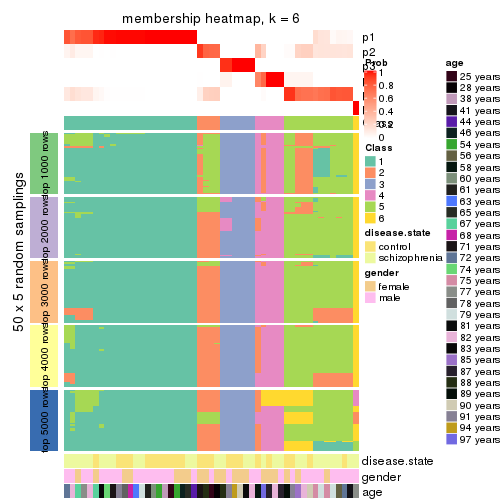 membership heatmap, k = 6
p1
p2
p3
Prob
1
0.8
0.6
0.4
0.2
0
Class
1
2
3
4
5
6
disease.state
control
schizophrenia
gender
female
male
age
25 years
28 years
38 years
41 years
44 years
46 years
54 years
56 years
58 years
60 years
61 years
63 years
65 years
67 years
68 years
71 years
72 years
74 years
75 years
77 years
78 years
79 years
81 years
82 years
83 years
85 years
87 years
88 years
89 years
90 years
91 years
94 years
97 years
50 x 5 random samplings
top 1000 rows
top 2000 rows
top 3000 rows
top 4000 rows
top 5000 rows
disease.state
gender
age